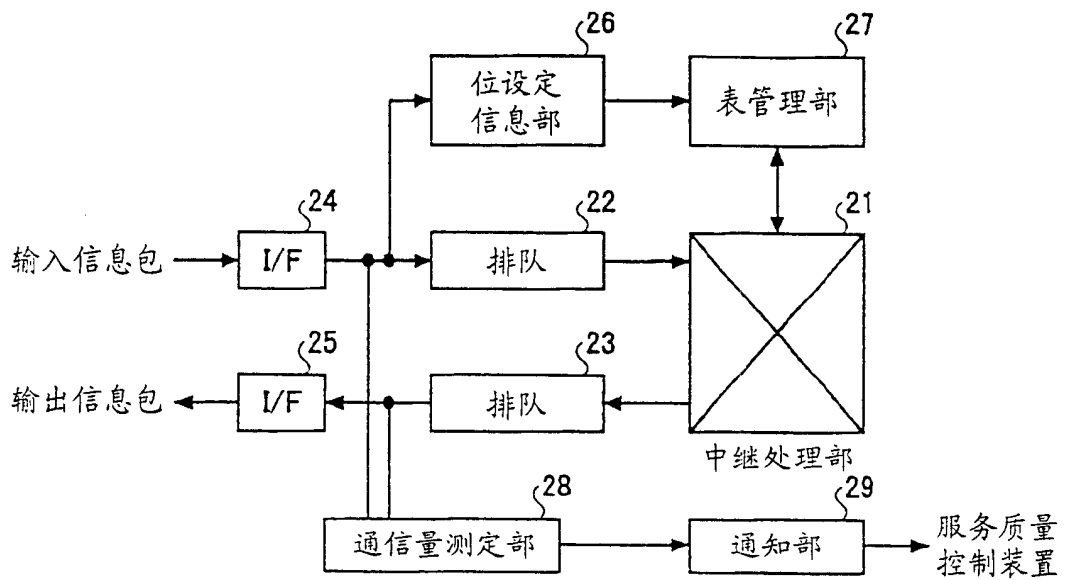 26
位设定
信息部
27
表管理部
24
输入信息包
I/F
22
排队
21
25
输出信息包
I/F
23
排队
中继处理部
28
通信量测定部
29
通知部
服务质量
控制装置